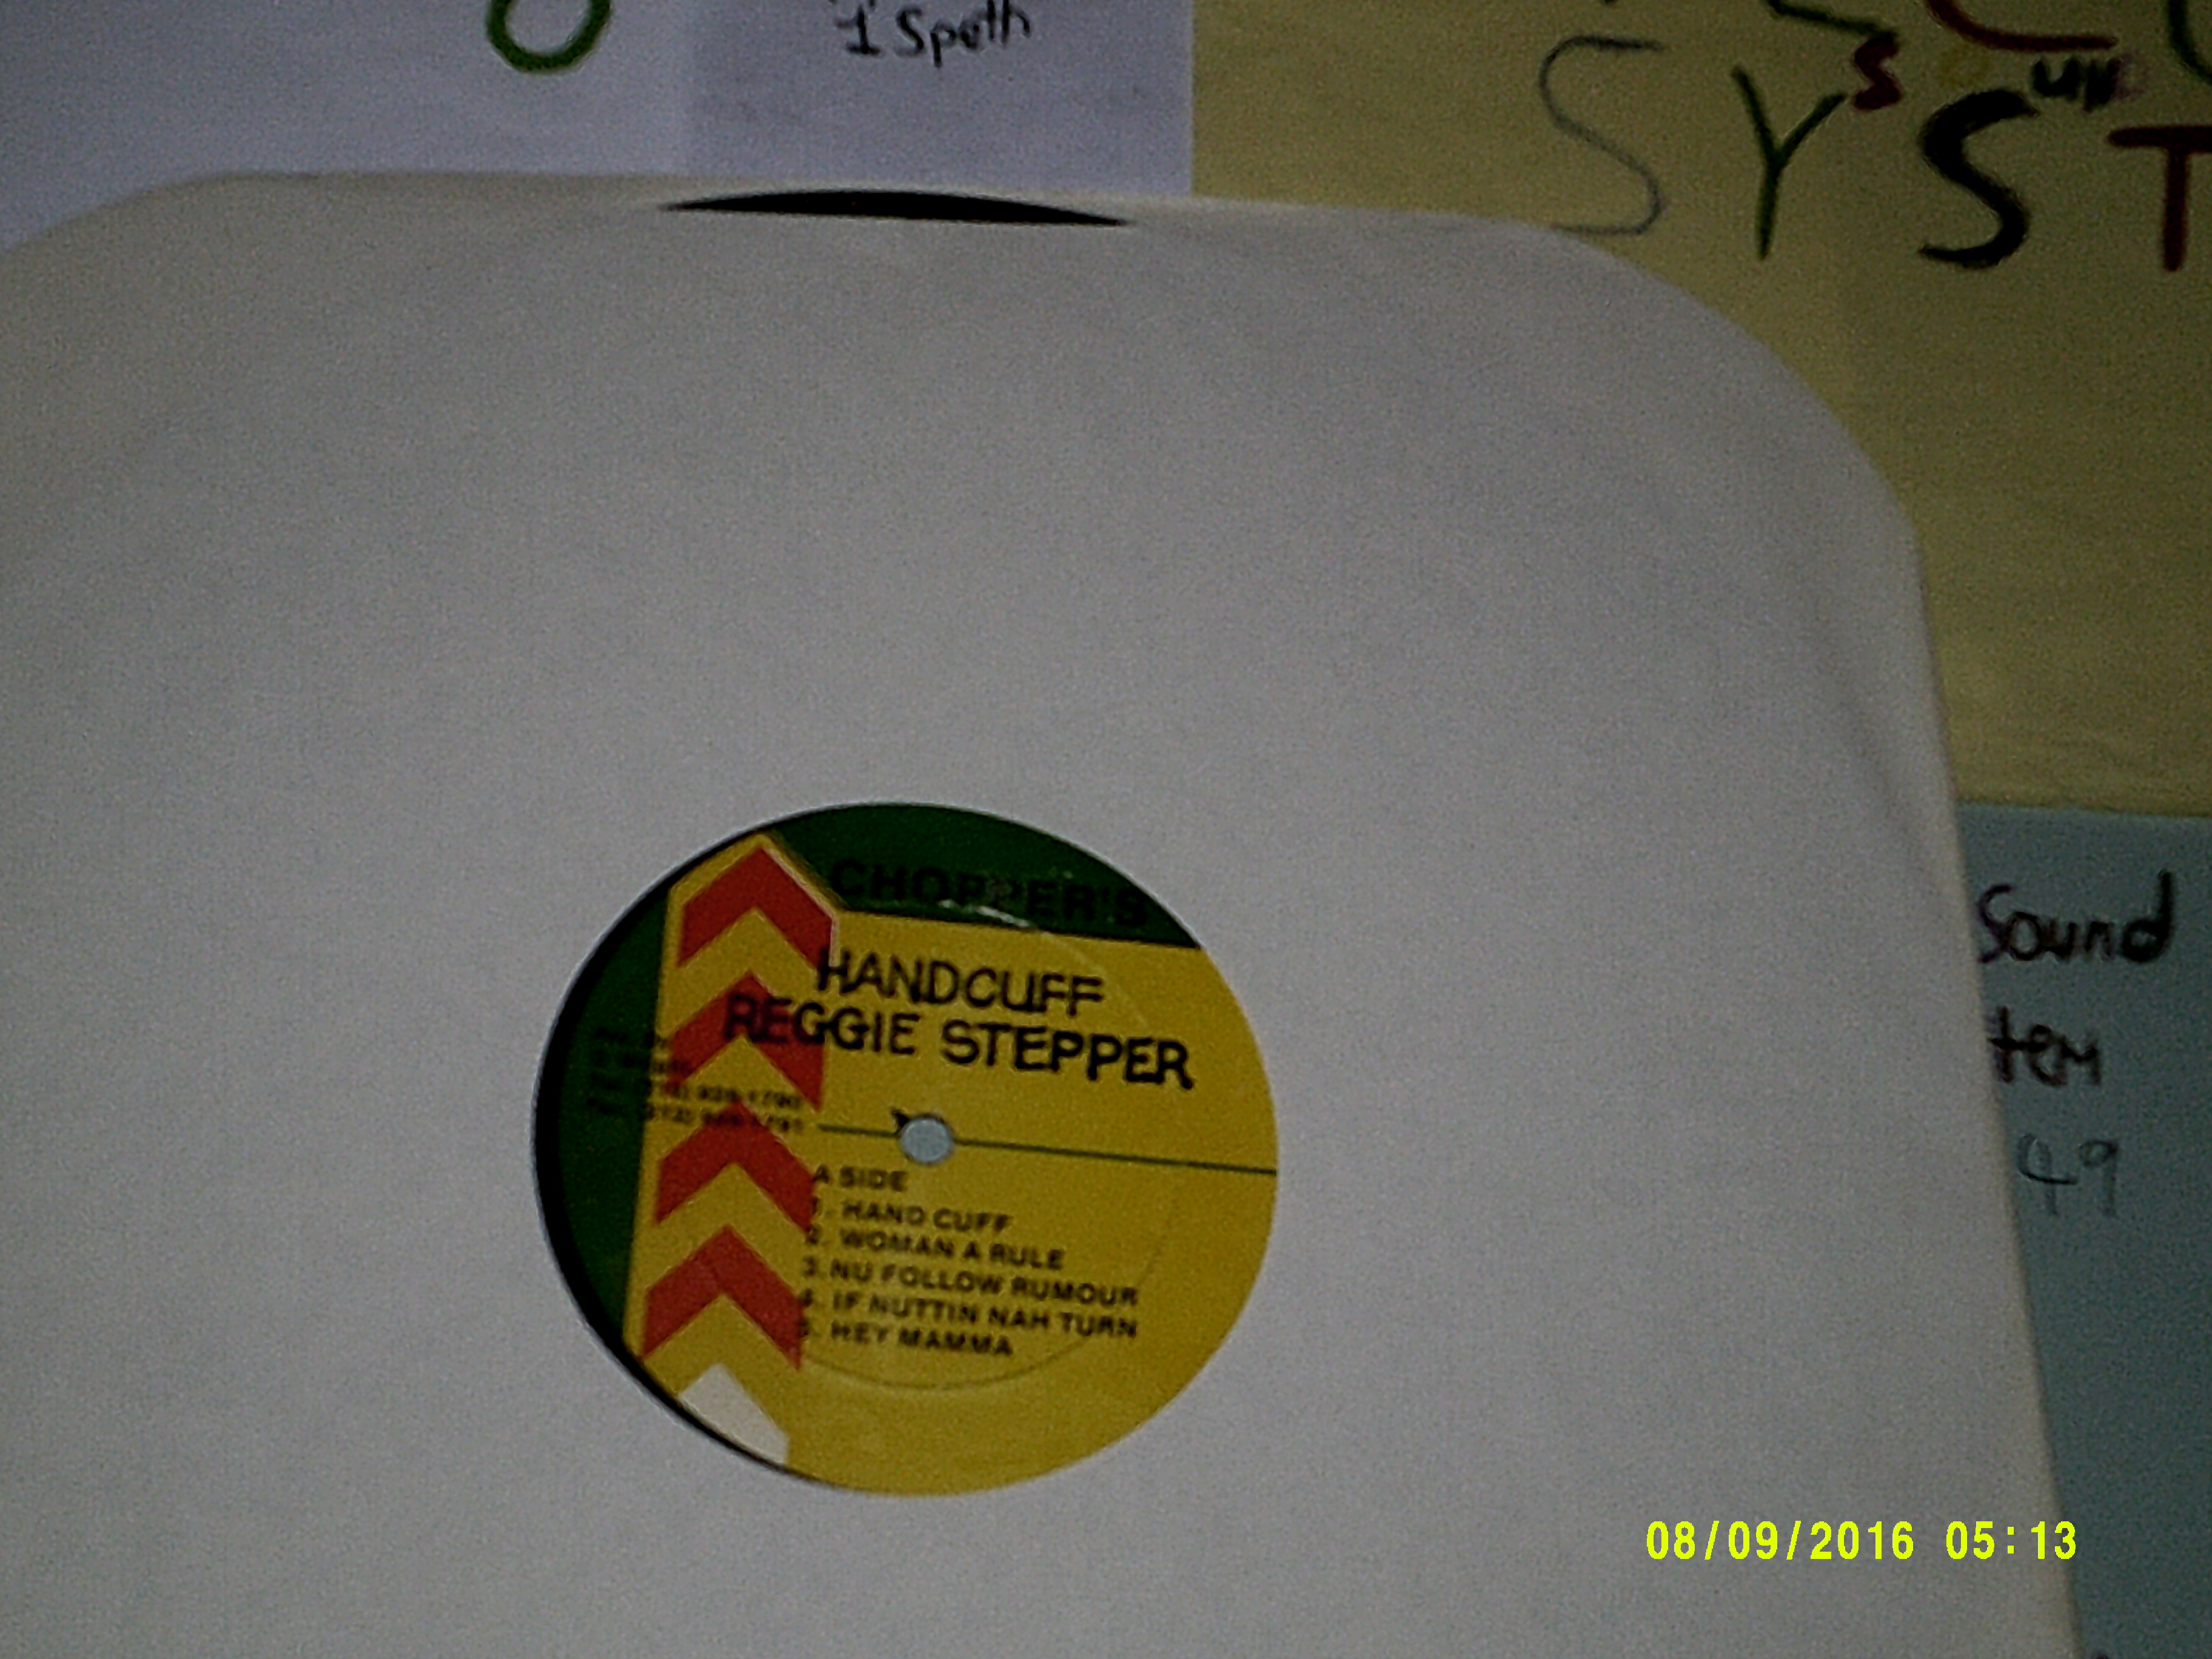 1 Speth
S Y S T
CHOPPER'S
HANDCUFF
REGGIE STEPPER
A SIDE
1. HAND CUFF
2. WOMAN A RULE
3. NU FOLLOW RUMOUR
4. IF NUTTIN NAH TURN
5. HEY MAMMA
Sound
tem
49
08/09/2016 05:13